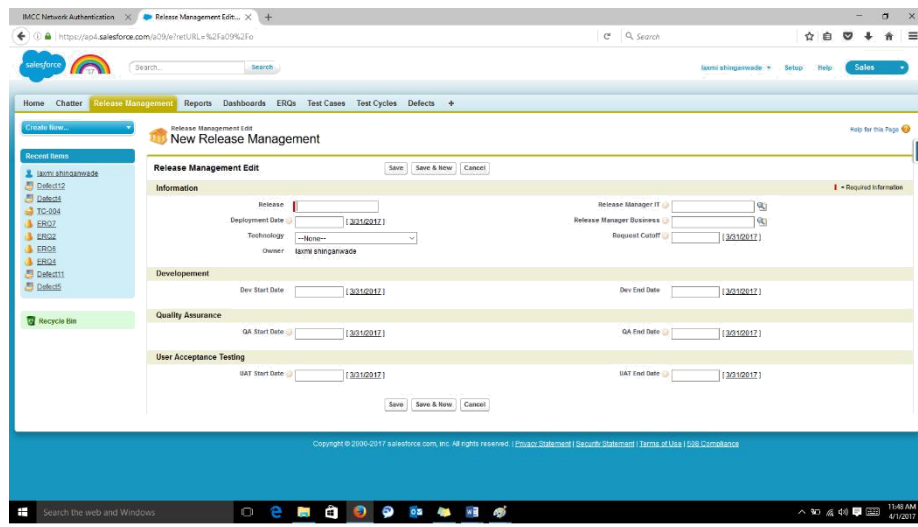 IMCC Network Authentication
Release Management Edit...
https://ap4.salesforce.com/a09/e?retURL=%2Fa09%2Fo
Search
salesforce
Search...
Search
laxmi shinganwade
Setup
Help
Sales
Home Chatter Release Management Reports Dashboards ERQs Test Cases Test Cycles Defects +
Create New...
Release Management Edit
New Release Management
Help for this Page
Recent Items
laxmi shinganwade
Defect12
Defect4
TC-004
ERQ7
ERQ2
ERQ4
Defect11
Defect5
Recycle Bin
Release Management Edit
Save Save & New Cancel
Information
= Required Information
Release
Release Manager IT
Deployment Date [ 3/31/2017 ]
Release Manager Business
Technology --None--
Request Cutoff [ 3/31/2017 ]
Owner laxmi shinganwade
Developement
Dev Start Date [ 3/31/2017 ]
Dev End Date [ 3/31/2017 ]
Quality Assurance
QA Start Date [ 3/31/2017 ]
QA End Date [ 3/31/2017 ]
User Acceptance Testing
UAT Start Date [ 3/31/2017 ]
UAT End Date [ 3/31/2017 ]
Save Save & New Cancel
Copyright © 2000-2017 salesforce.com, inc. All rights reserved. | Privacy Statement | Security Statement | Terms of Use | 508 Compliance
Search the web and Windows
11:48 AM
4/1/2017